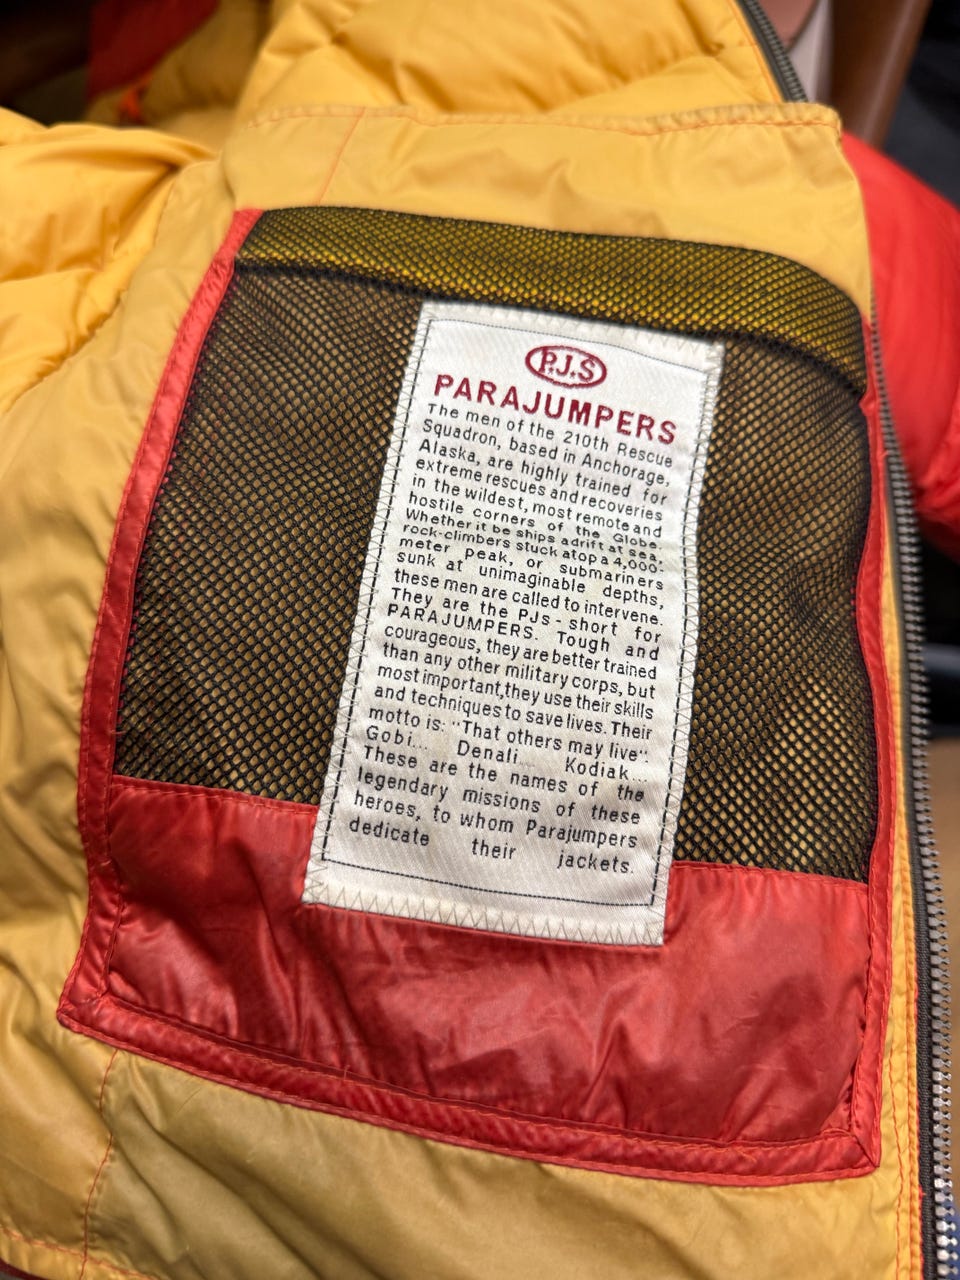 P.J.S
PARAJUMPERS
The men of the 210th Rescue
Squadron, based in Anchorage,
Alaska, are highly trained for
extreme rescues and recoveries
in the wildest, most remote and
hostile corners of the Globe.
Whether it be ships adrift at sea,
rock-climbers stuck atop a 4,000-
meter peak, or submariners
sunk at unimaginable depths,
these men are called to intervene.
They are the PJs - short for
PARAJUMPERS. Tough and
courageous, they are better trained
than any other military corps, but
most important,they use their skills
and techniques to save lives. Their
motto is: "That others may live".
Gobi... Denali... Kodiak...
These are the names of the
legendary missions of these
heroes, to whom Parajumpers
dedicate their jackets.